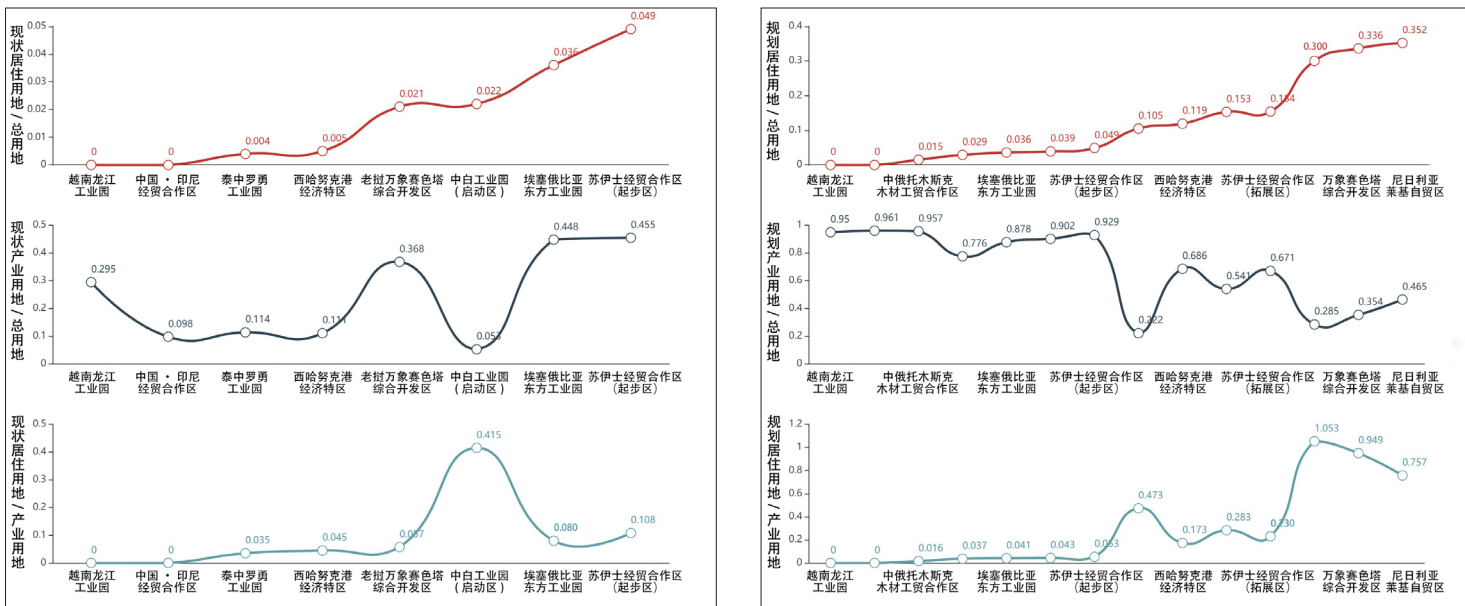 现状居住用地/总用地
0.05
0.04
0.03
0.02
0.01
0
0
0
0.004
0.005
0.021
0.022
0.036
0.049
越南龙江
工业园
中国·印尼
经贸合作区
泰中罗勇
工业园
西哈努克港
经济特区
老挝万象赛色塔
综合开发区
中白工业园
(启动区)
埃塞俄比亚
东方工业园
苏伊士经贸合作区
(起步区)
现状产业用地/总用地
0.5
0.4
0.3
0.2
0.1
0
0.295
0.098
0.114
0.111
0.368
0.053
0.448
0.455
越南龙江
工业园
中国·印尼
经贸合作区
泰中罗勇
工业园
西哈努克港
经济特区
老挝万象赛色塔
综合开发区
中白工业园
(启动区)
埃塞俄比亚
东方工业园
苏伊士经贸合作区
(起步区)
现状居住用地/产业用地
0.5
0.4
0.3
0.2
0.1
0
0
0
0.035
0.045
0.057
0.415
0.080
0.108
越南龙江
工业园
中国·印尼
经贸合作区
泰中罗勇
工业园
西哈努克港
经济特区
老挝万象赛色塔
综合开发区
中白工业园
(启动区)
埃塞俄比亚
东方工业园
苏伊士经贸合作区
(起步区)
规划居住用地/总用地
0.4
0.3
0.2
0.1
0
0
0
0.015
0.029
0.036
0.039
0.049
0.105
0.119
0.153
0.154
0.300
0.336
0.352
越南龙江
工业园
中俄托木斯克
木材工贸合作区
埃塞俄比亚
东方工业园
苏伊士经贸合作区
(起步区)
西哈努克港
经济特区
苏伊士经贸合作区
(拓展区)
万象赛色塔
综合开发区
尼日利亚
莱基自贸区
规划产业用地/总用地
1
0.8
0.6
0.4
0.2
0
0.95
0.961
0.957
0.776
0.878
0.902
0.929
0.222
0.686
0.541
0.671
0.285
0.354
0.465
越南龙江
工业园
中俄托木斯克
木材工贸合作区
埃塞俄比亚
东方工业园
苏伊士经贸合作区
(起步区)
西哈努克港
经济特区
苏伊士经贸合作区
(拓展区)
万象赛色塔
综合开发区
尼日利亚
莱基自贸区
规划居住用地/产业用地
1.2
1
0.8
0.6
0.4
0.2
0
0
0
0.016
0.037
0.041
0.043
0.053
0.473
0.173
0.283
0.230
1.053
0.949
0.757
越南龙江
工业园
中俄托木斯克
木材工贸合作区
埃塞俄比亚
东方工业园
苏伊士经贸合作区
(起步区)
西哈努克港
经济特区
苏伊士经贸合作区
(拓展区)
万象赛色塔
综合开发区
尼日利亚
莱基自贸区